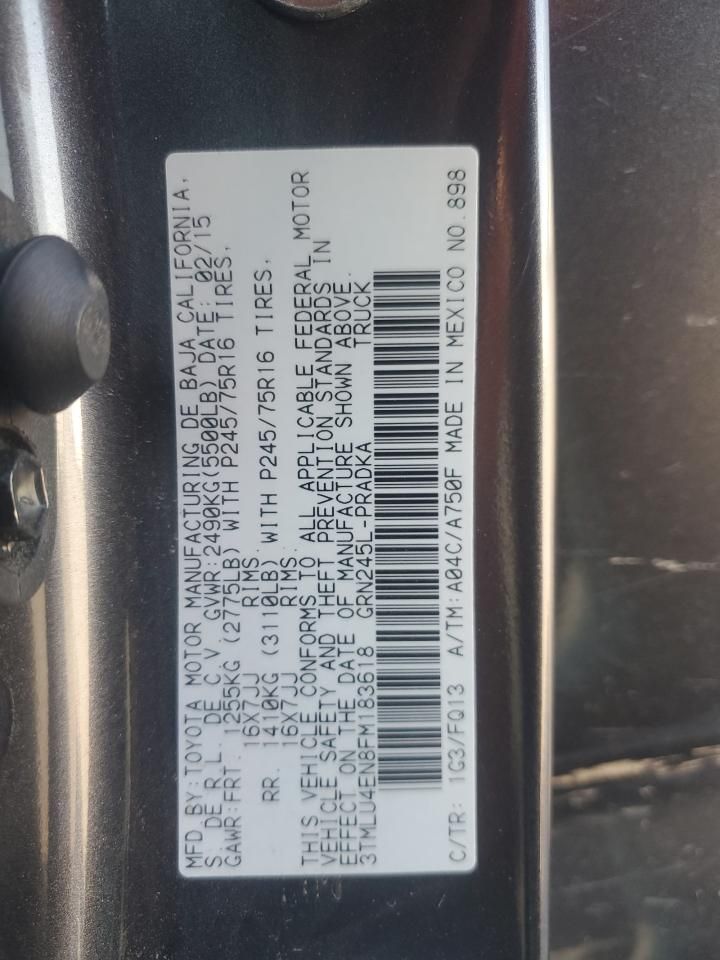 MFD BY: TOYOTA MOTOR MANUFACTURING DE BAJA CALIFORNIA,
S. DE R.L. DE C.V. GVWR: 2490KG(5500LB) DATE: 02/15
GAWR: FRT. 1255KG (2775LB) WITH P245/75R16 TIRES,
16X7JJ RIMS.
RR. 1410KG (3110LB) WITH P245/75R16 TIRES,
16X7JJ RIMS.
THIS VEHICLE CONFORMS TO ALL APPLICABLE FEDERAL MOTOR
VEHICLE SAFETY AND THEFT PREVENTION STANDARDS IN
EFFECT ON THE DATE OF MANUFACTURE SHOWN ABOVE.
3TMLU4EN8FM183618 GRN245L-PRADKA TRUCK
C/TR: 1G3/FQ13 A/TM: A04C/A750F MADE IN MEXICO NO.898